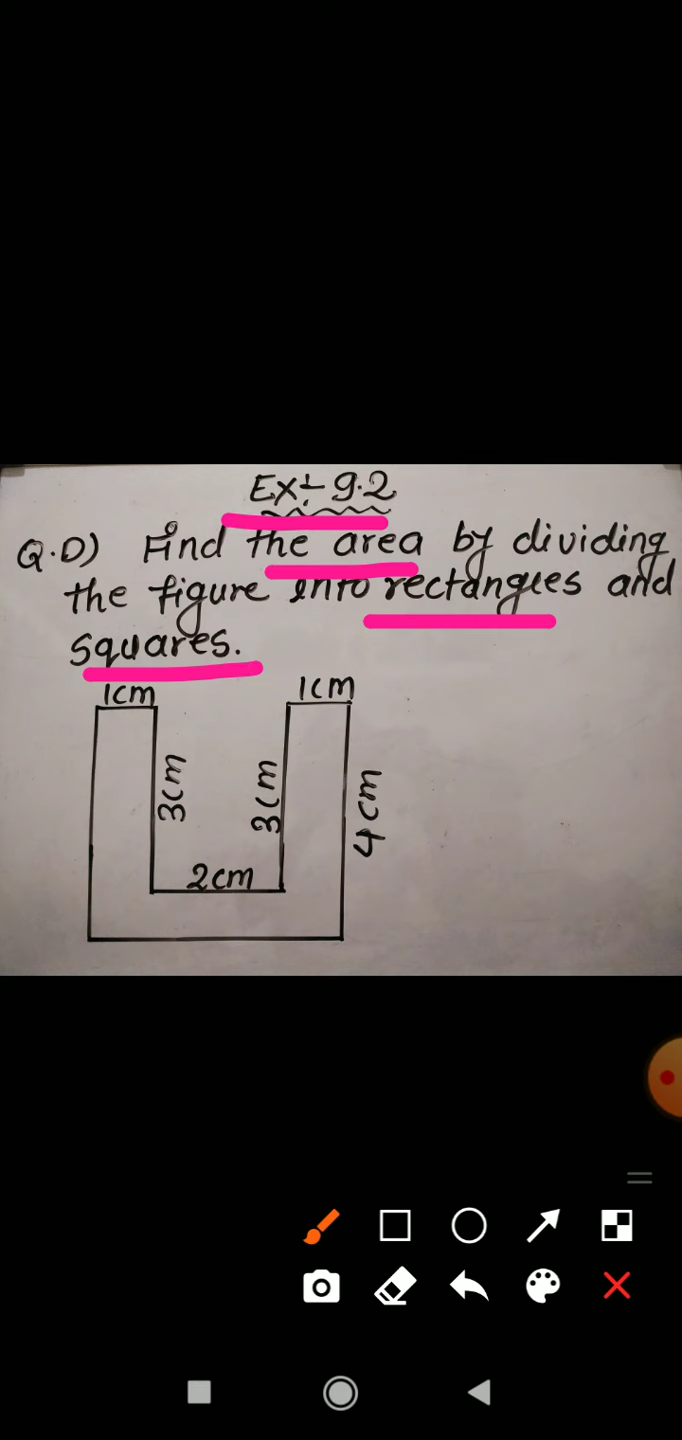 Ex:- 9.2
Q.D) Find the area by dividing
the figure into rectangles and
squares.
1cm
1cm
3cm
3cm
4cm
2cm